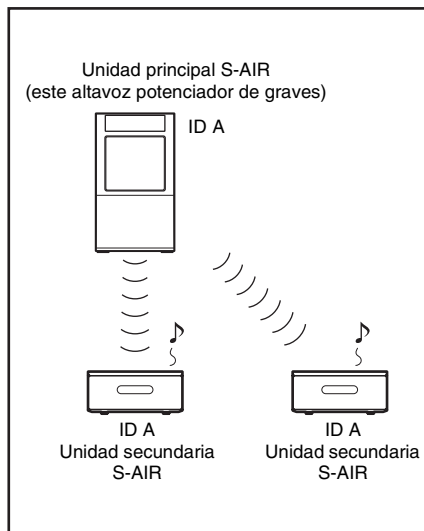 Unidad principal S-AIR
(este altavoz potenciador de graves)
ID A
ID A
Unidad secundaria
S-AIR
ID A
Unidad secundaria
S-AIR